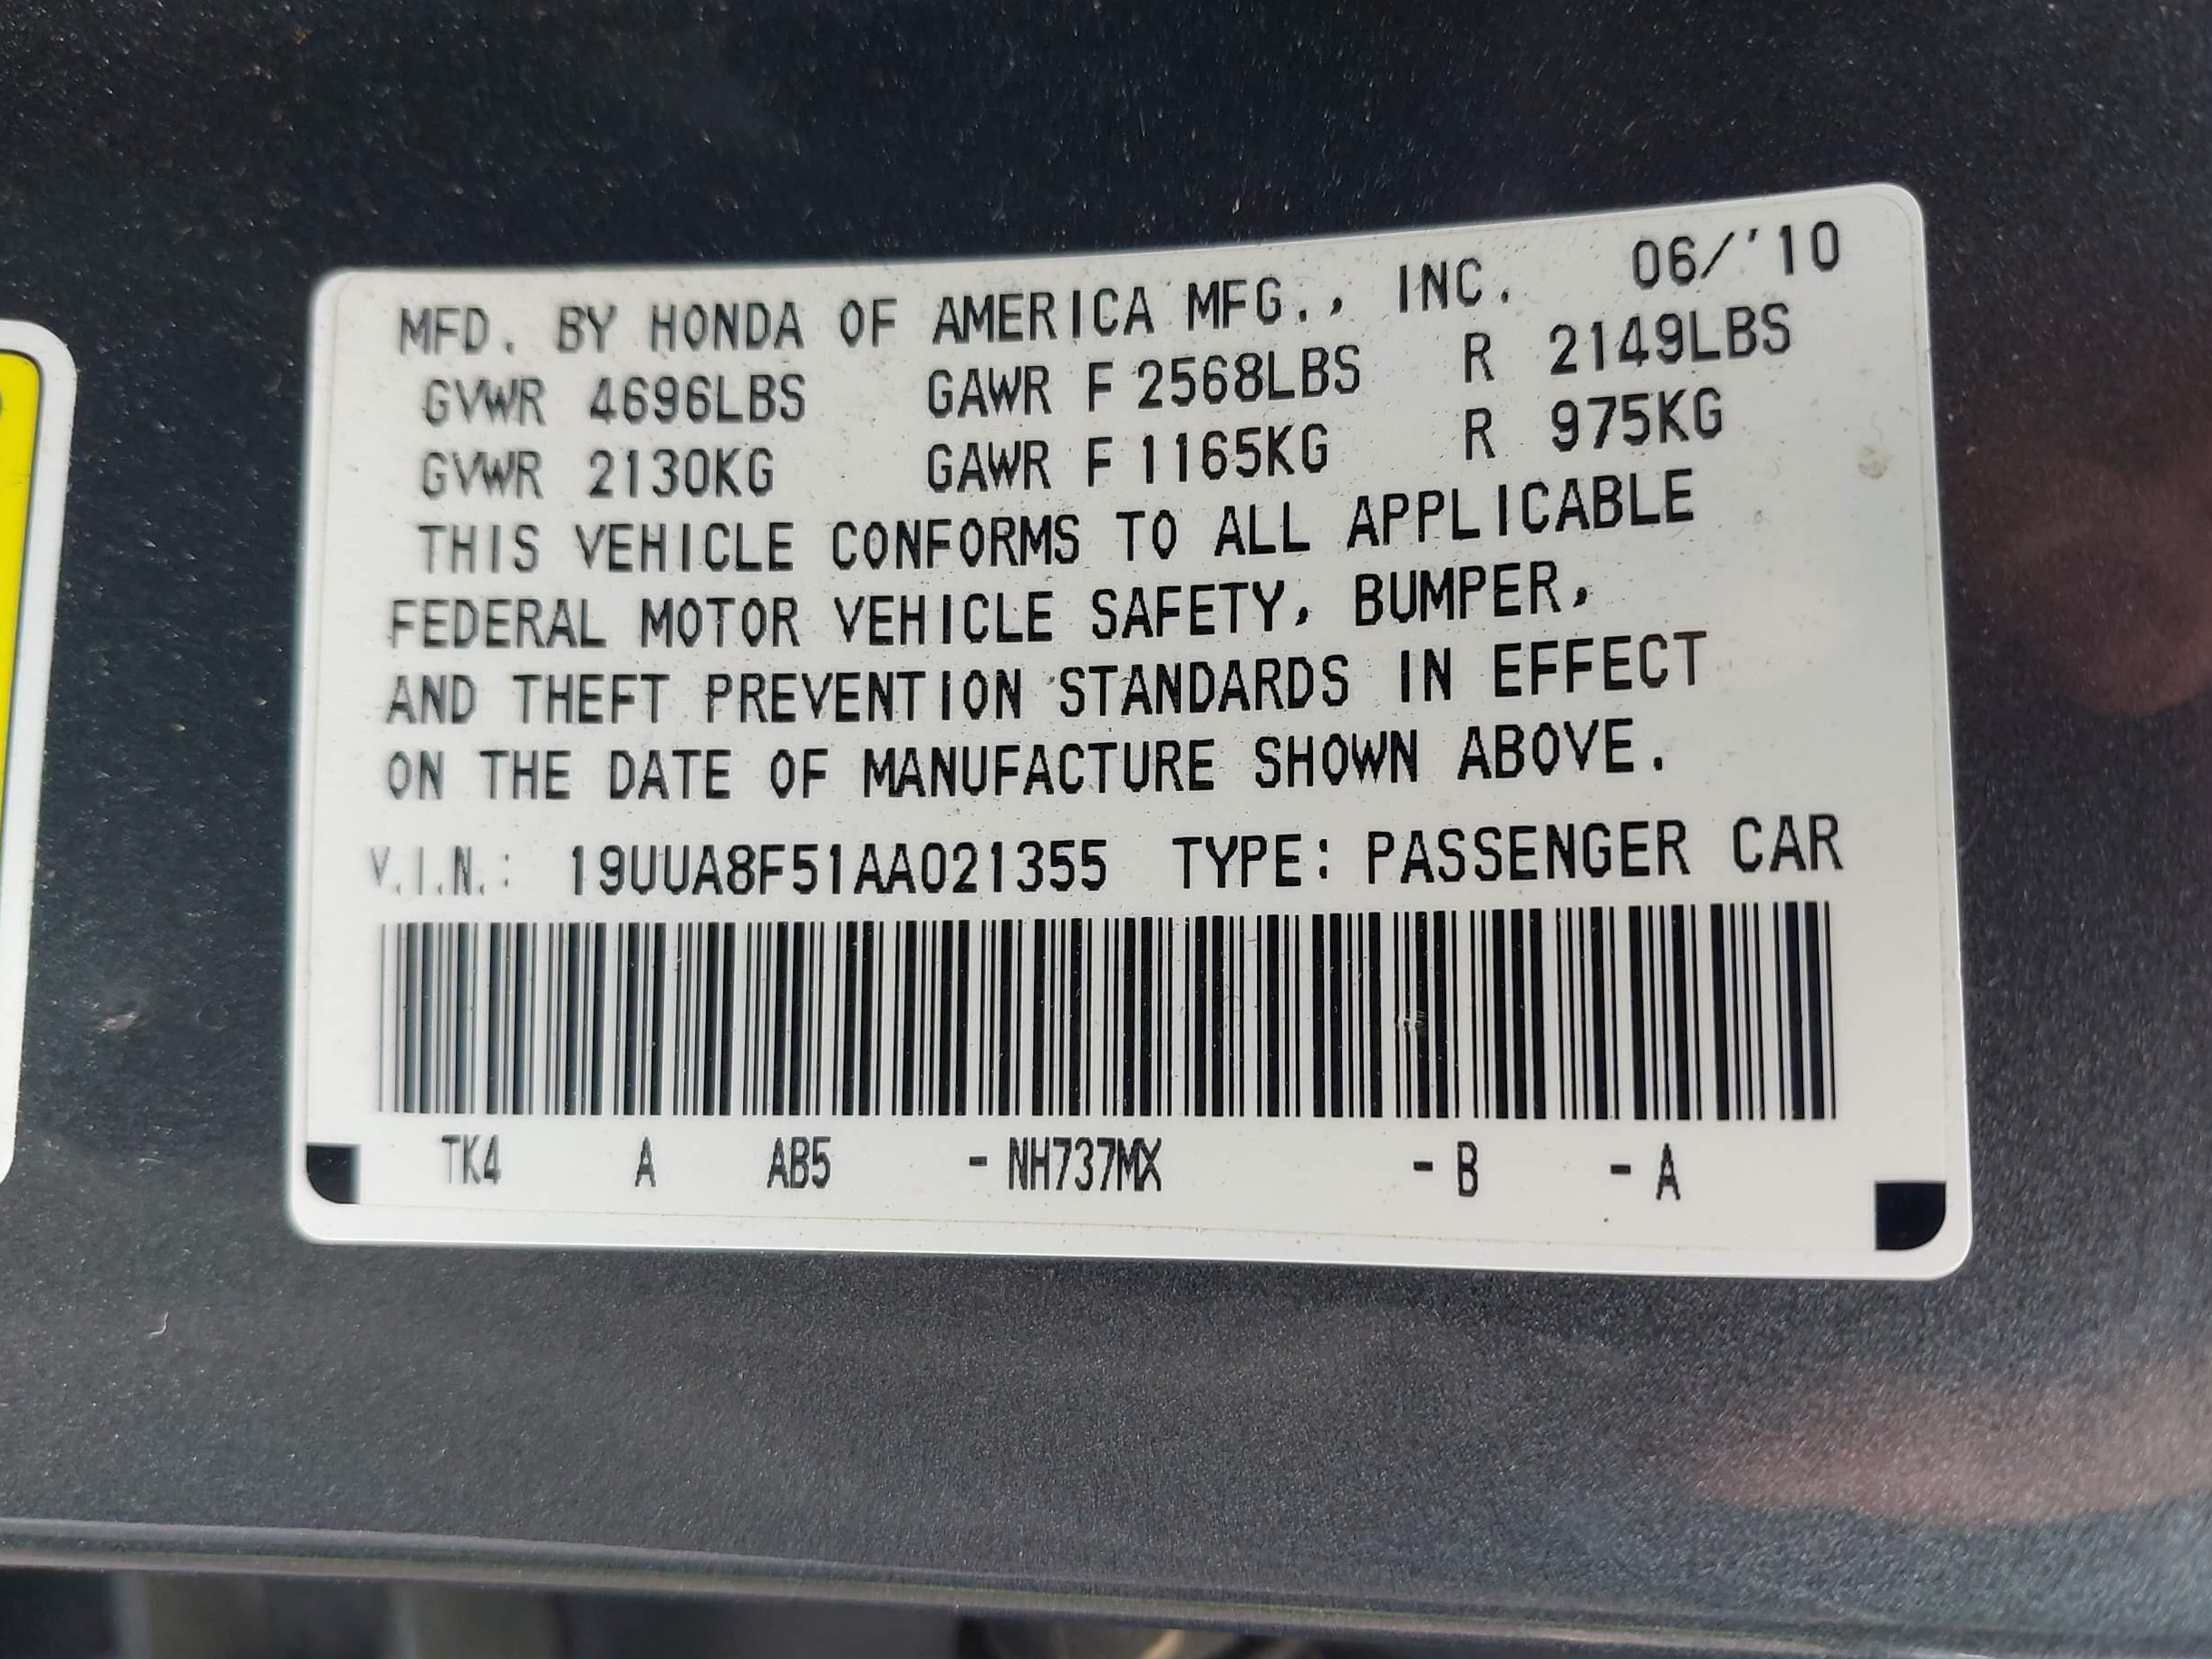 MFD. BY HONDA OF AMERICA MFG., INC. 06/'10
GVWR 4696LBS GAWR F 2568LBS R 2149LBS
GVWR 2130KG GAWR F 1165KG R 975KG
THIS VEHICLE CONFORMS TO ALL APPLICABLE
FEDERAL MOTOR VEHICLE SAFETY, BUMPER,
AND THEFT PREVENTION STANDARDS IN EFFECT
ON THE DATE OF MANUFACTURE SHOWN ABOVE.
V.I.N.: 19UUA8F51AA021355 TYPE: PASSENGER CAR
TK4 A AB5 - NH737MX - B - A